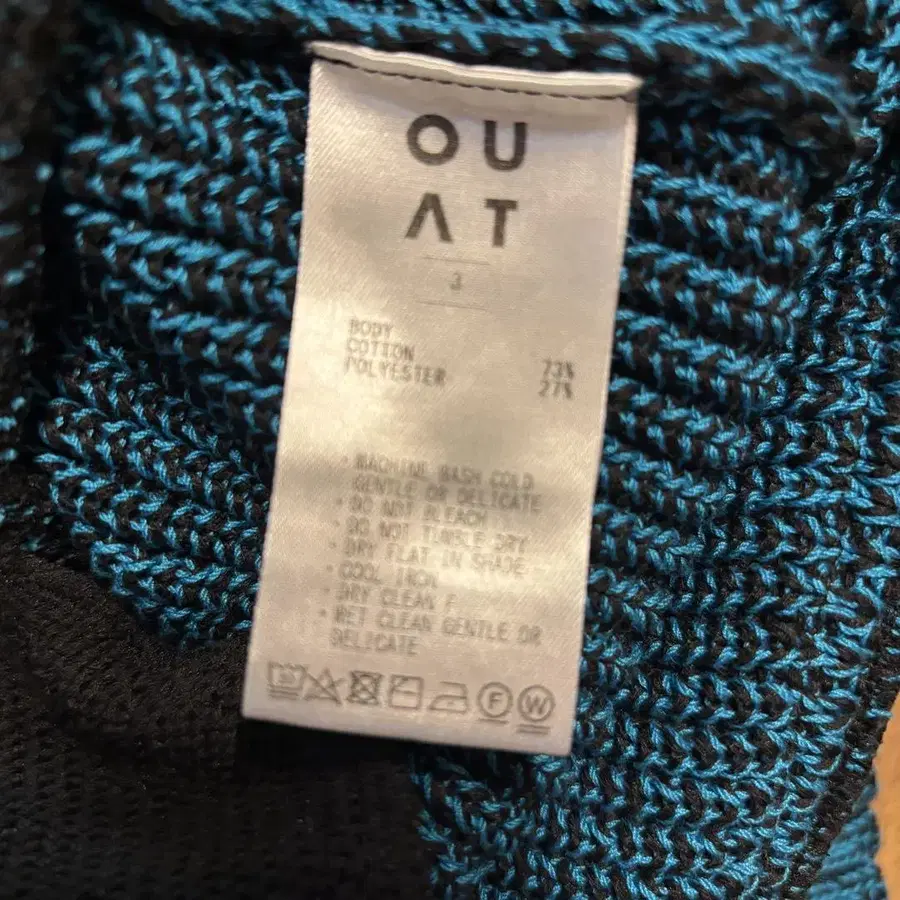 OU
ΛT
3
BODY
COTTON 73%
POLYESTER 27%
• MACHINE WASH COLD
GENTLE OR DELICATE
• DO NOT BLEACH
• DO NOT TUMBLE DRY
• DRY FLAT IN SHADE
• COOL IRON
• DRY CLEAN F
• WET CLEAN GENTLE OR
DELICATE
30 F W